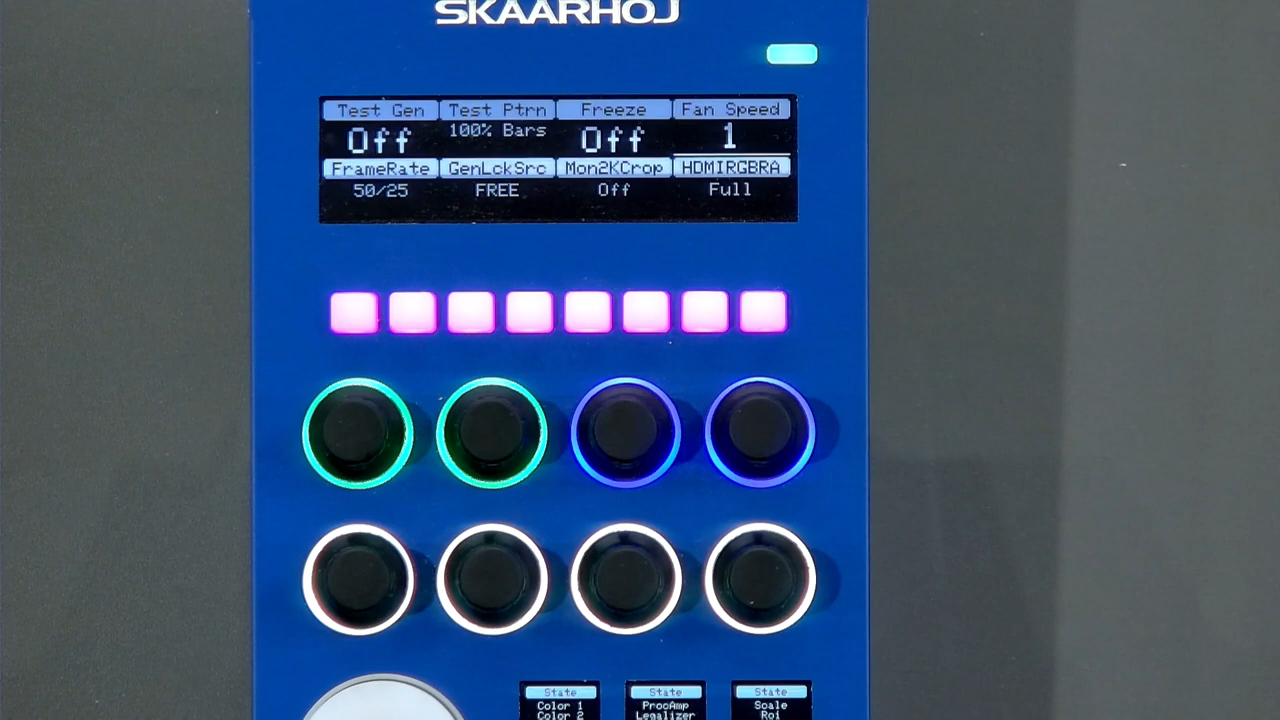 SKAARHOJ
Test Gen Test Ptrn Freeze Fan Speed
Off 100% Bars Off 1
FrameRate GenLckSrc Mon2KCrop HDMIRGBRA
50/25 FREE Off Full
State State State
Color 1 ProcAmp Scale
Color 2 Legalizer Roi